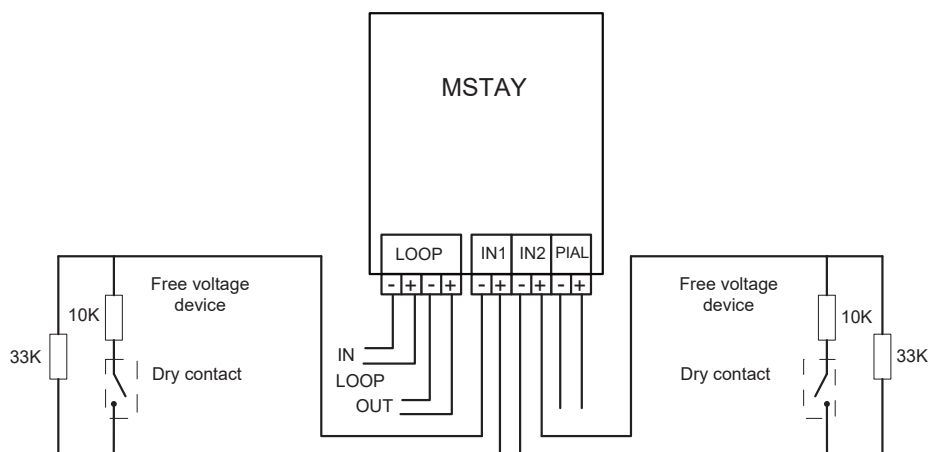 MSTAY
LOOP IN1 IN2 PIAL
- + - + - + - + - +
Free voltage
device
10K
33K
Dry contact
IN
LOOP
OUT
Free voltage
device
10K
33K
Dry contact